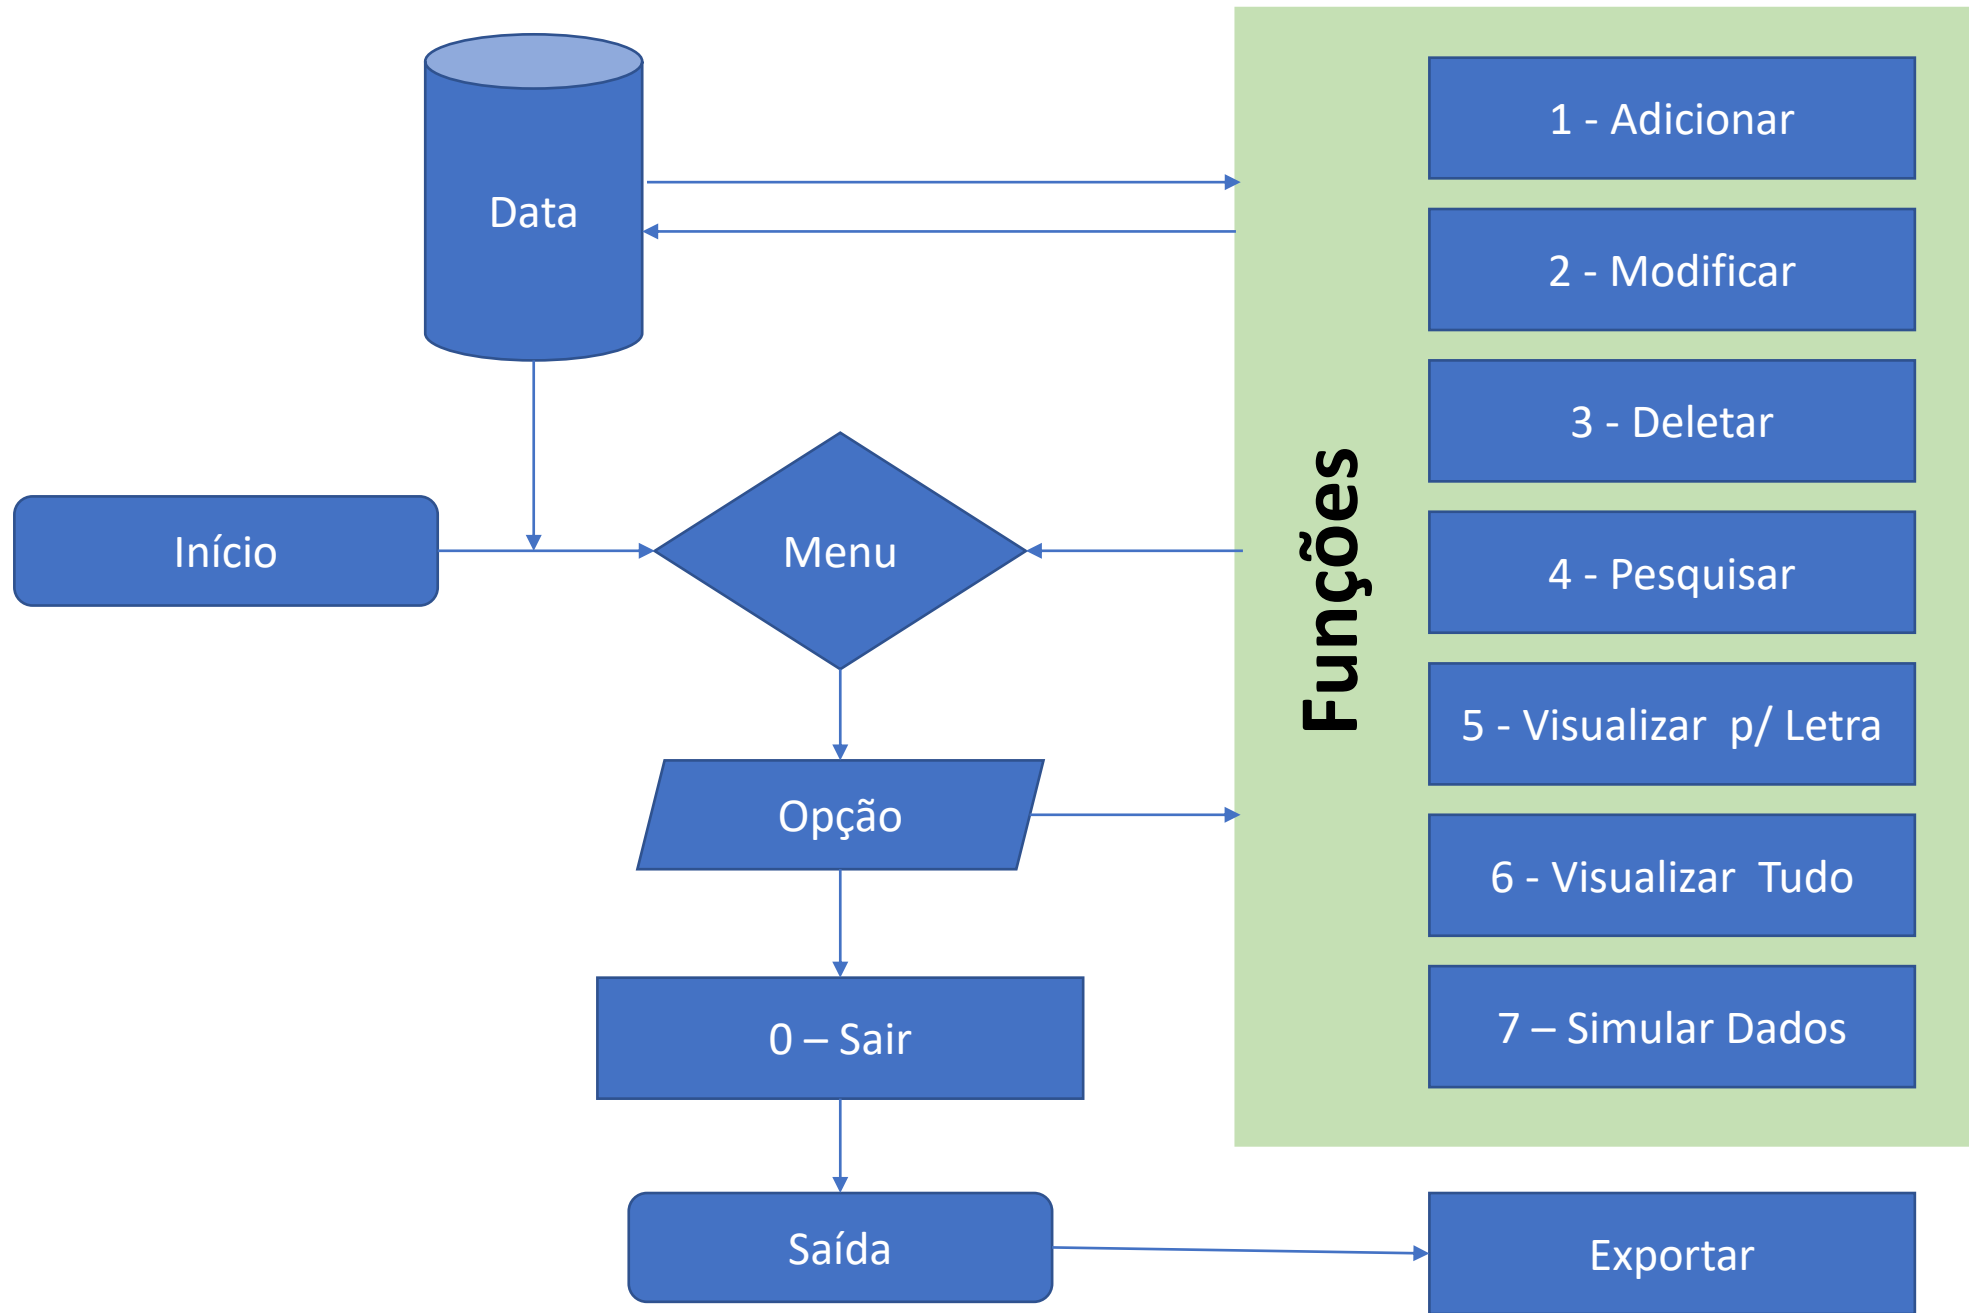 Data
Início
Menu
Opção
0 – Sair
Saída
Funções
1 - Adicionar
2 - Modificar
3 - Deletar
4 - Pesquisar
5 - Visualizar p/ Letra
6 - Visualizar Tudo
7 – Simular Dados
Exportar